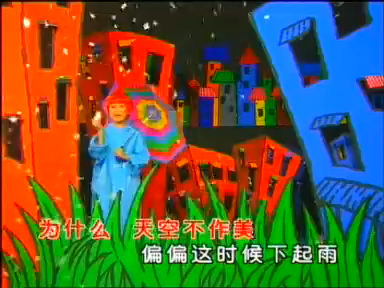 为什么 天空不作美
偏偏这时候下起雨